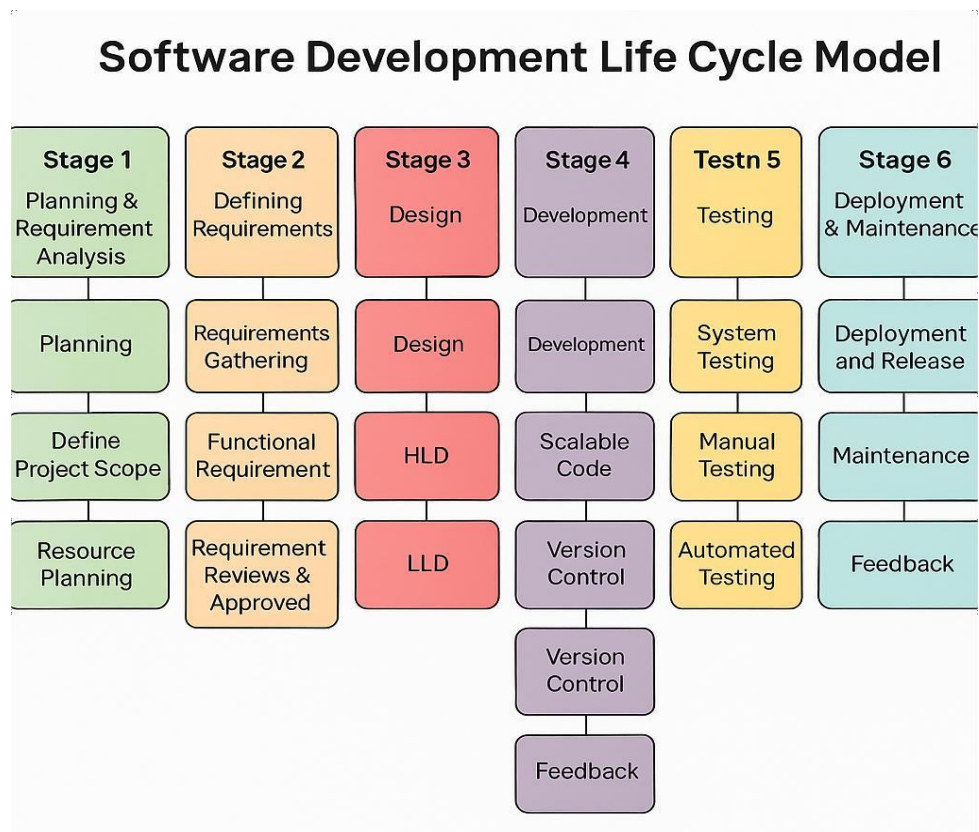 Software Development Life Cycle Model
Stage 1
Planning &
Requirement
Analysis
Planning
Define
Project Scope
Resource
Planning
Stage 2
Defining
Requirements
Requirements
Gathering
Functional
Requirement
Requirement
Reviews &
Approved
Stage 3
Design
Design
HLD
LLD
Stage 4
Development
Development
Scalable
Code
Version
Control
Version
Control
Feedback
Testn 5
Testing
System
Testing
Manual
Testing
Automated
Testing
Stage 6
Deployment
& Maintenance
Deployment
and Release
Maintenance
Feedback